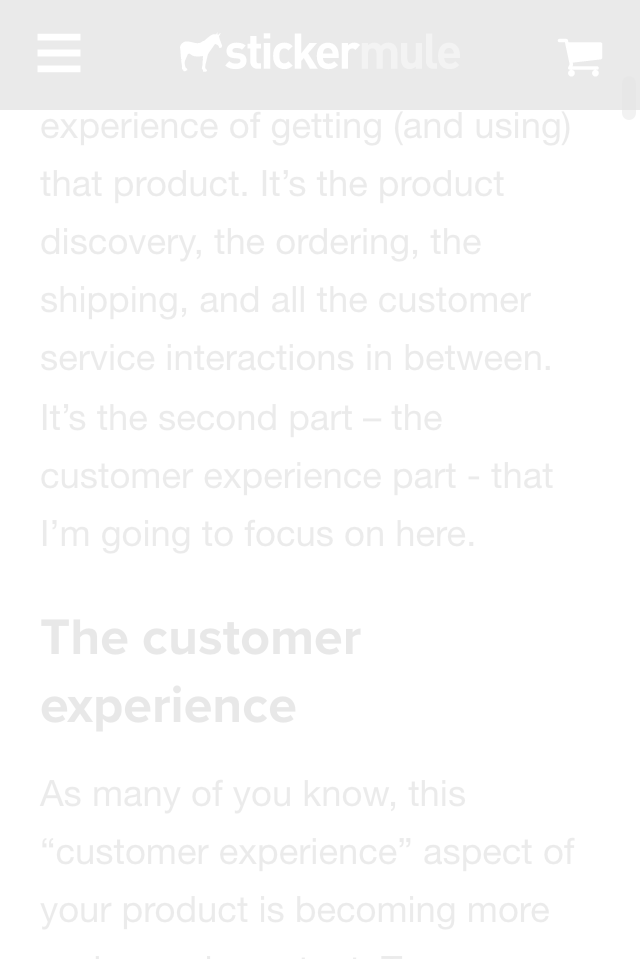 stickermule
experience of getting (and using)
that product. It’s the product
discovery, the ordering, the
shipping, and all the customer
service interactions in between.
It’s the second part – the
customer experience part - that
I’m going to focus on here.
The customer
experience
As many of you know, this
“customer experience” aspect of
your product is becoming more